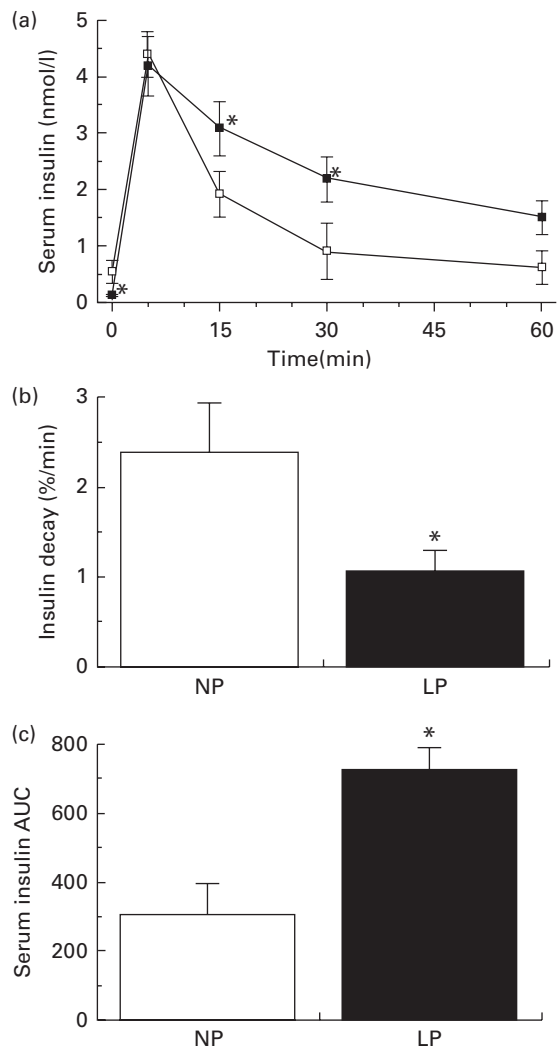 (a)
Serum insulin (nmol/l)
5
4
3
2
1
0
*
*
*
0
15
30
45
60
Time(min)
(b)
Insulin decay (%/min)
3
2
1
0
*
NP
LP
(c)
Serum insulin AUC
800
600
400
200
0
*
NP
LP